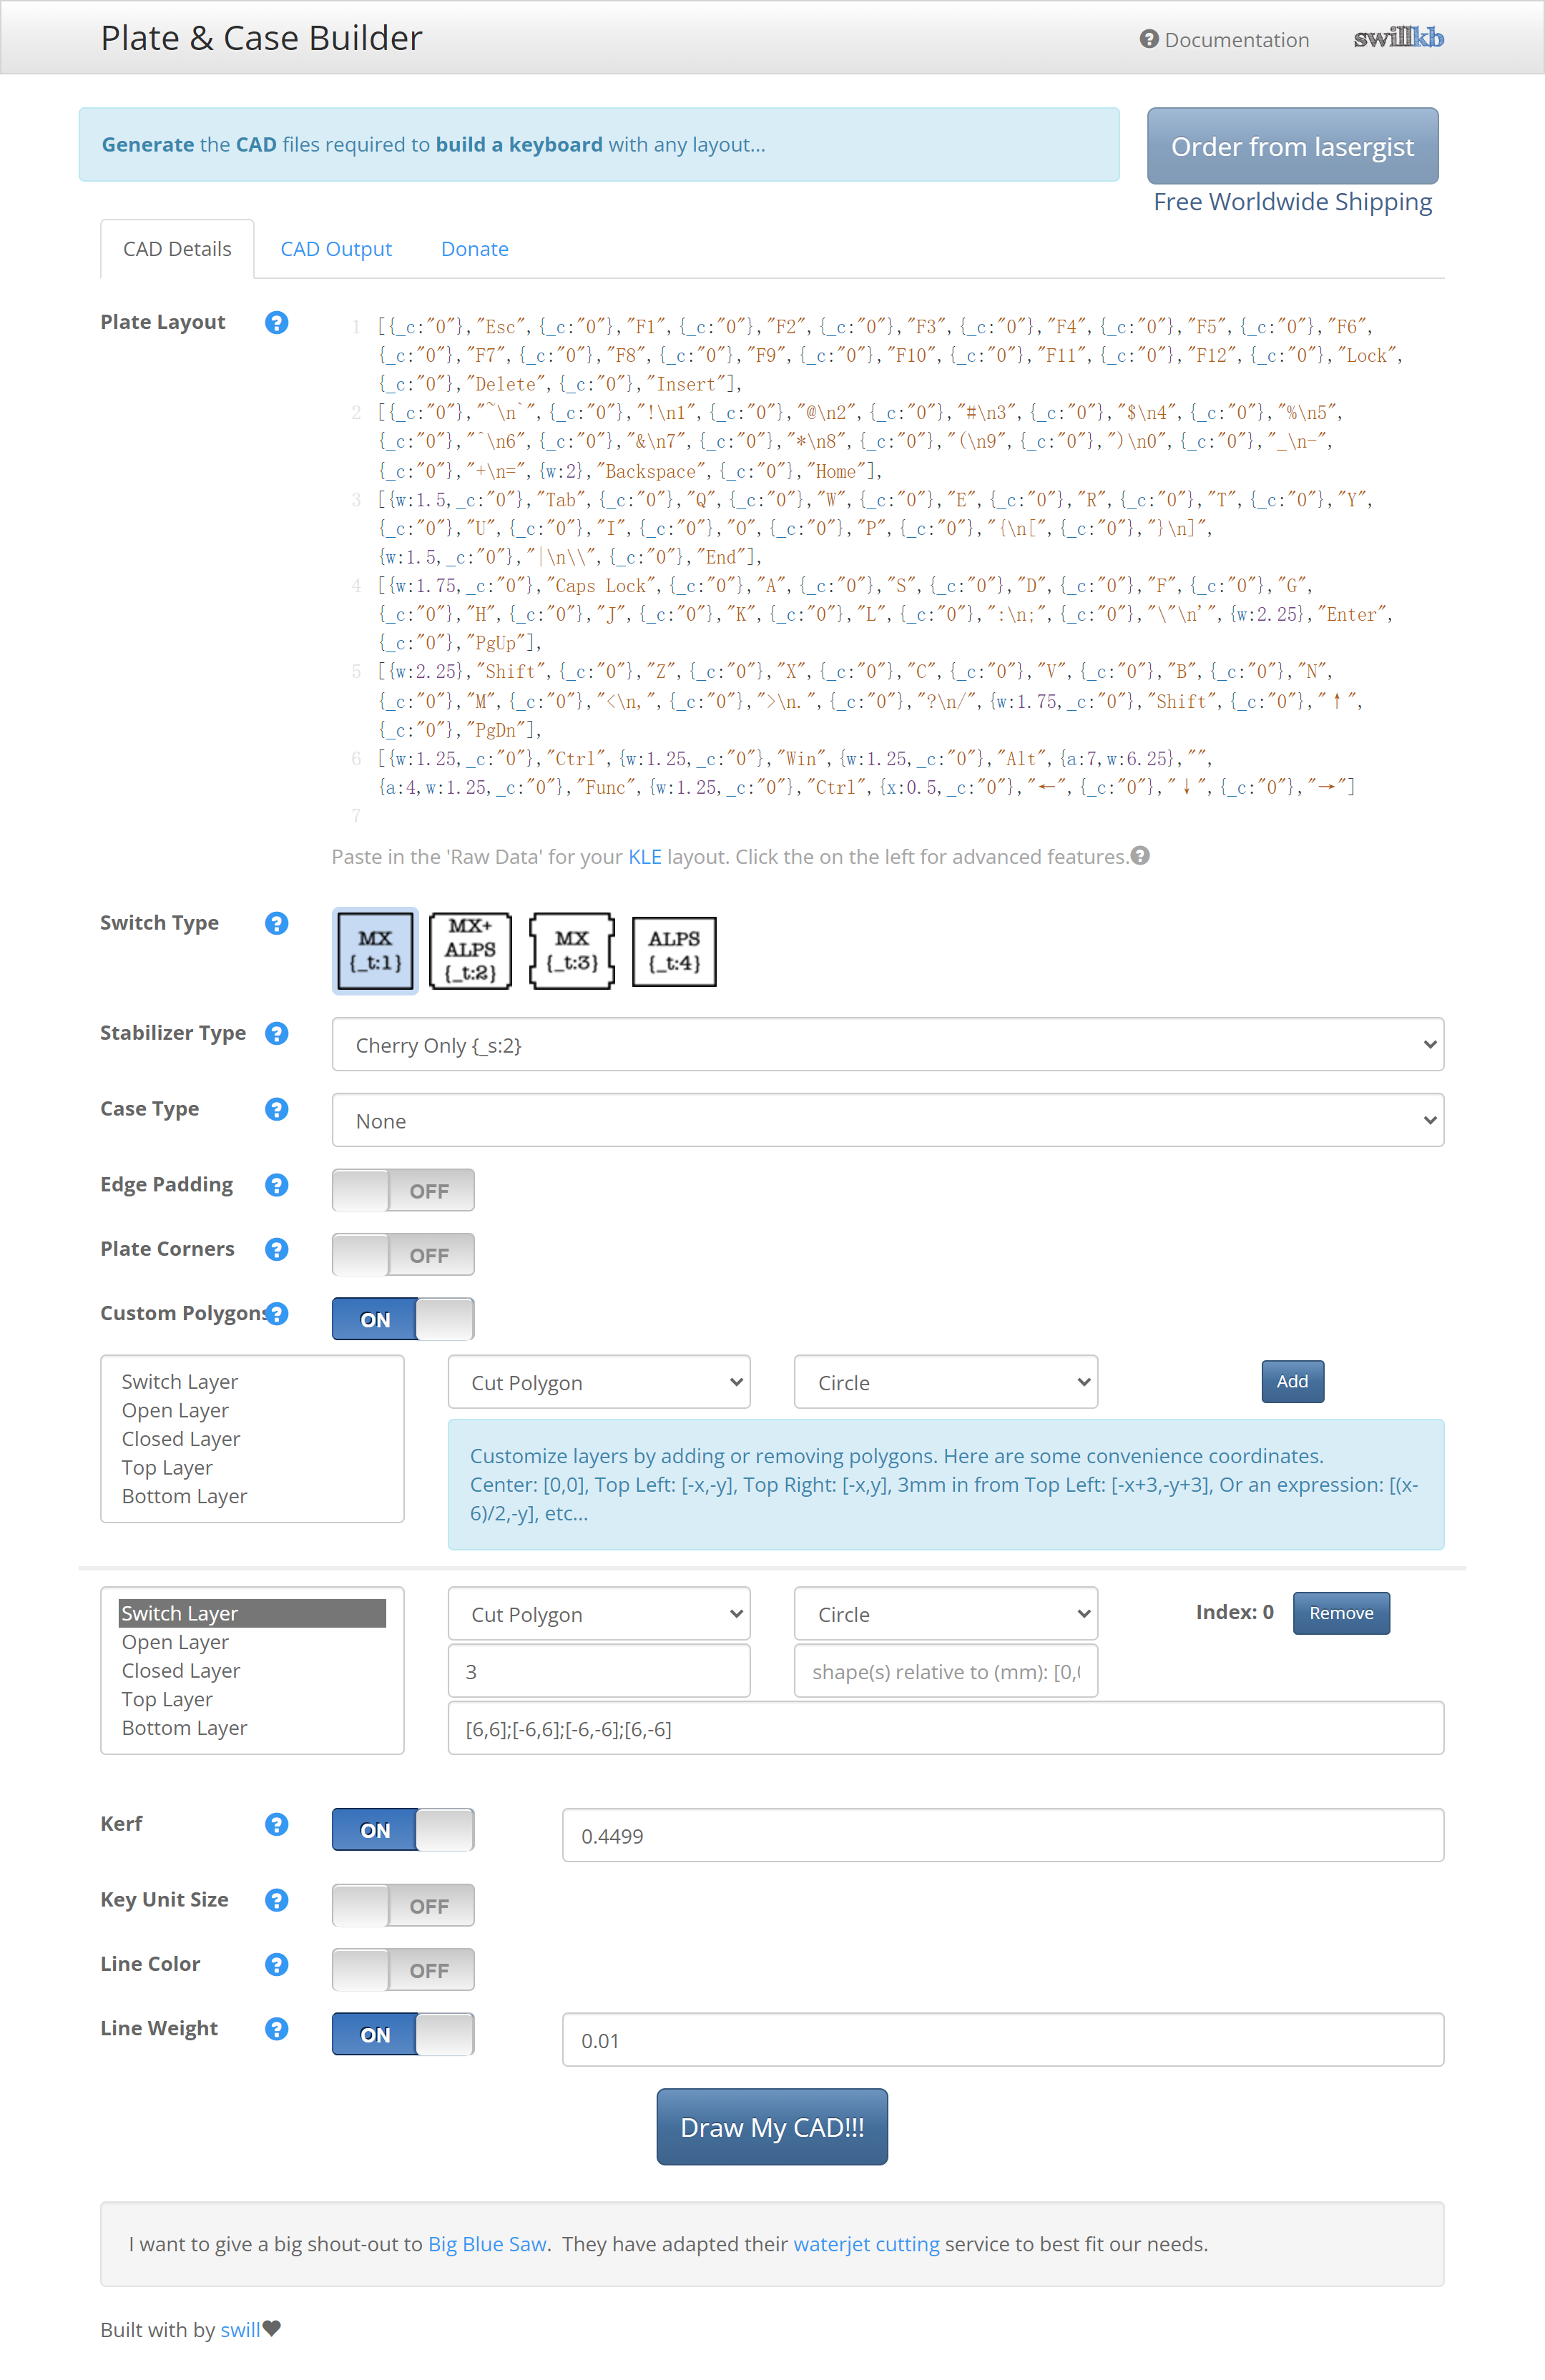 Plate & Case Builder
Documentation
swillkb
Generate the CAD files required to build a keyboard with any layout...
Order from lasergist
Free Worldwide Shipping
CAD Details
CAD Output
Donate
Plate Layout
1 [{_c:"0"},"Esc",{_c:"0"},"F1",{_c:"0"},"F2",{_c:"0"},"F3",{_c:"0"},"F4",{_c:"0"},"F5",{_c:"0"},"F6",
{_c:"0"},"F7",{_c:"0"},"F8",{_c:"0"},"F9",{_c:"0"},"F10",{_c:"0"},"F11",{_c:"0"},"F12",{_c:"0"},"Lock",
{_c:"0"},"Delete",{_c:"0"},"Insert"],
2 [{_c:"0"},"~\n`",{_c:"0"},"!\n1",{_c:"0"},"@\n2",{_c:"0"},"#\n3",{_c:"0"},"$\n4",{_c:"0"},"%\n5",
{_c:"0"},"^\n6",{_c:"0"},"&\n7",{_c:"0"},"*\n8",{_c:"0"},"(\n9",{_c:"0"},")\n0",{_c:"0"},"_\n-",
{_c:"0"},"+\n=",{w:2},"Backspace",{_c:"0"},"Home"],
3 [{w:1.5,_c:"0"},"Tab",{_c:"0"},"Q",{_c:"0"},"W",{_c:"0"},"E",{_c:"0"},"R",{_c:"0"},"T",{_c:"0"},"Y",
{_c:"0"},"U",{_c:"0"},"I",{_c:"0"},"O",{_c:"0"},"P",{_c:"0"},"{\n[",{_c:"0"},"}\n]",
{w:1.5,_c:"0"},"|\n\\",{_c:"0"},"End"],
4 [{w:1.75,_c:"0"},"Caps Lock",{_c:"0"},"A",{_c:"0"},"S",{_c:"0"},"D",{_c:"0"},"F",{_c:"0"},"G",
{_c:"0"},"H",{_c:"0"},"J",{_c:"0"},"K",{_c:"0"},"L",{_c:"0"},":\n;",{_c:"0"},"\"\n'",{w:2.25},"Enter",
{_c:"0"},"PgUp"],
5 [{w:2.25},"Shift",{_c:"0"},"Z",{_c:"0"},"X",{_c:"0"},"C",{_c:"0"},"V",{_c:"0"},"B",{_c:"0"},"N",
{_c:"0"},"M",{_c:"0"},"<\n,",{_c:"0"},">\n.",{_c:"0"},"?\n/",{w:1.75,_c:"0"},"Shift",{_c:"0"},"↑",
{_c:"0"},"PgDn"],
6 [{w:1.25,_c:"0"},"Ctrl",{w:1.25,_c:"0"},"Win",{w:1.25,_c:"0"},"Alt",{a:7,w:6.25},"",
{a:4,w:1.25,_c:"0"},"Func",{w:1.25,_c:"0"},"Ctrl",{x:0.5,_c:"0"},"←",{_c:"0"},"↓",{_c:"0"},"→"]
7
Paste in the 'Raw Data' for your KLE layout. Click the on the left for advanced features.
Switch Type
MX
{_t:1}
MX+
ALPS
{_t:2}
MX
{_t:3}
ALPS
{_t:4}
Stabilizer Type
Cherry Only {_s:2}
Case Type
None
Edge Padding
OFF
Plate Corners
OFF
Custom Polygons
ON
Switch Layer
Open Layer
Closed Layer
Top Layer
Bottom Layer
Cut Polygon
Circle
Add
Customize layers by adding or removing polygons. Here are some convenience coordinates.
Center: [0,0], Top Left: [-x,-y], Top Right: [-x,y], 3mm in from Top Left: [-x+3,-y+3], Or an expression: [(x-
6)/2,-y], etc...
Switch Layer
Open Layer
Closed Layer
Top Layer
Bottom Layer
Cut Polygon
Circle
Index: 0
Remove
3
shape(s) relative to (mm): [0,
[6,6];[-6,6];[-6,-6];[6,-6]
Kerf
ON
0.4499
Key Unit Size
OFF
Line Color
OFF
Line Weight
ON
0.01
Draw My CAD!!!
I want to give a big shout-out to Big Blue Saw. They have adapted their waterjet cutting service to best fit our needs.
Built with by swill